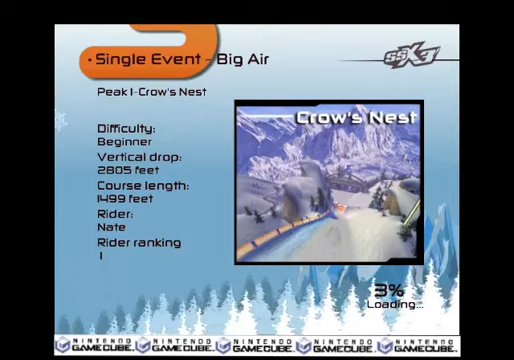 • Single Event - Big Air
SSX3
Peak 1-Crow's Nest
Crow's Nest
Difficulty:
Beginner
Vertical drop:
2805 feet
Course length:
1499 feet
Rider:
Nate
Rider ranking
1
3%
Loading...
NINTENDO GAMECUBE. NINTENDO GAMECUBE. NINTENDO GAMECUBE. NINTENDO GAMECUBE. NINTENDO GAMECUBE.